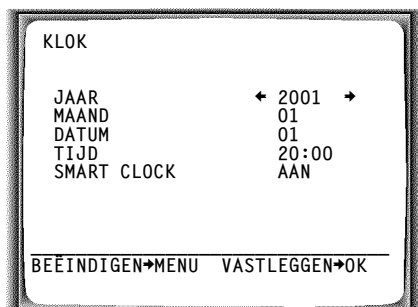 KLOK
JAAR ← 2001 →
MAAND 01
DATUM 01
TIJD 20:00
SMART CLOCK AAN
BEËINDIGEN→MENU VASTLEGGEN→OK